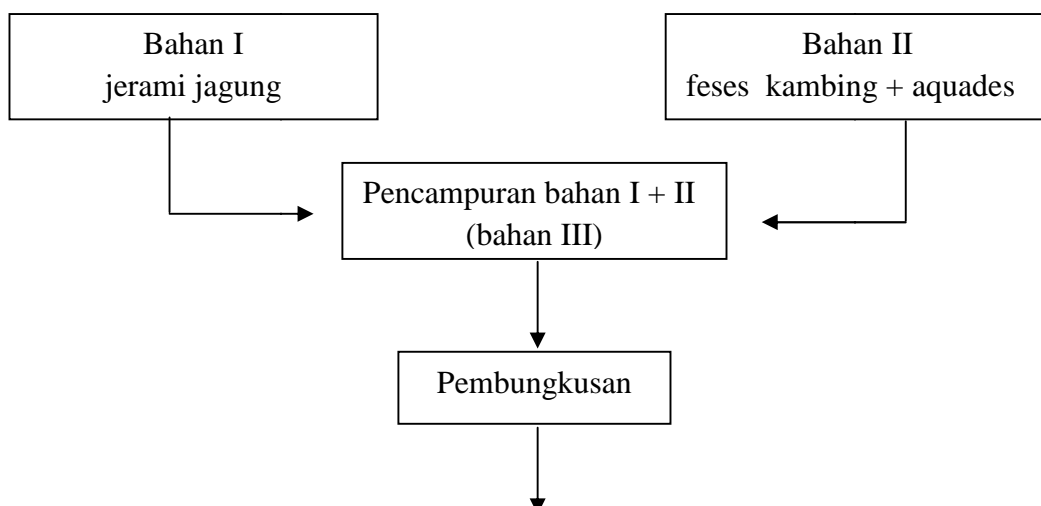 Bahan I
jerami jagung
Bahan II
feses kambing + aquades
Pencampuran bahan I + II
(bahan III)
Pembungkusan